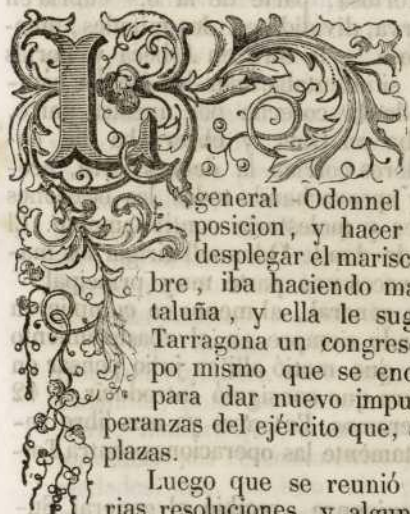 L
general Odonnel
posicion, y hacer
desplegar el marisc
bre, iba haciendo ma
taluña, y ella le sug
Tarragona un congres
po mismo que se enc
para dar nuevo impu
peranzas del ejército que,
plazas.
Luego que se reunió
rias resoluciones, y algun